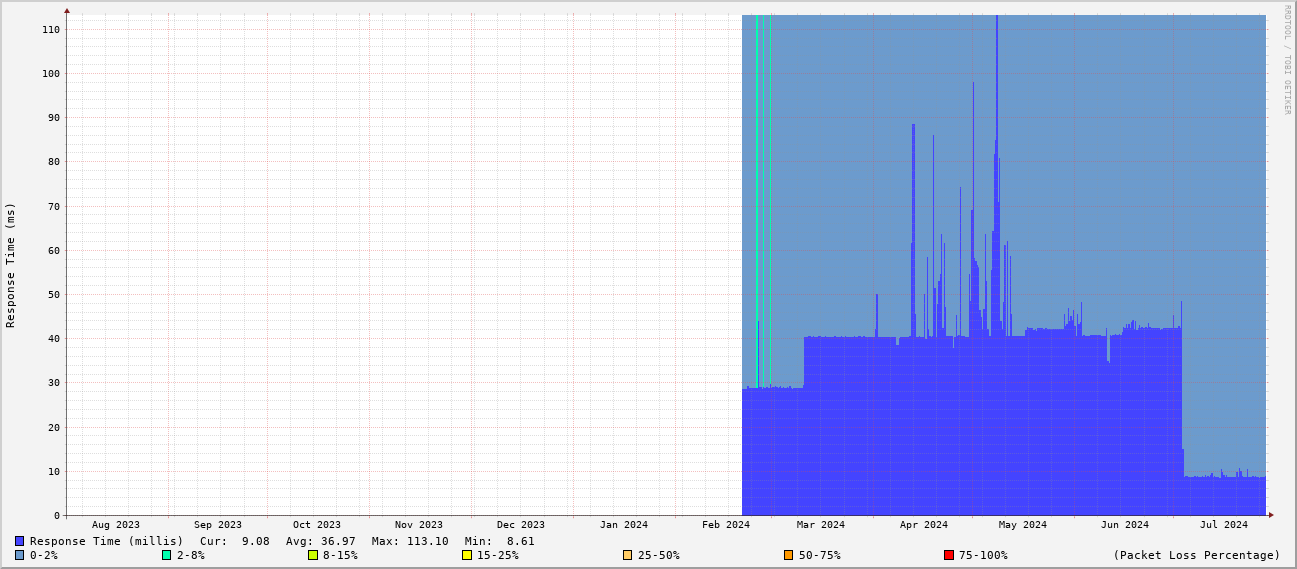 RRDTOOL / TOBI OETIKER
Response Time (ms)
110
100
90
80
70
60
50
40
30
20
10
0
Aug 2023 Sep 2023 Oct 2023 Nov 2023 Dec 2023 Jan 2024 Feb 2024 Mar 2024 Apr 2024 May 2024 Jun 2024 Jul 2024
Response Time (millis) Cur: 9.08 Avg: 36.97 Max: 113.10 Min: 8.61
0-2% 2-8% 8-15% 15-25% 25-50% 50-75% 75-100% (Packet Loss Percentage)